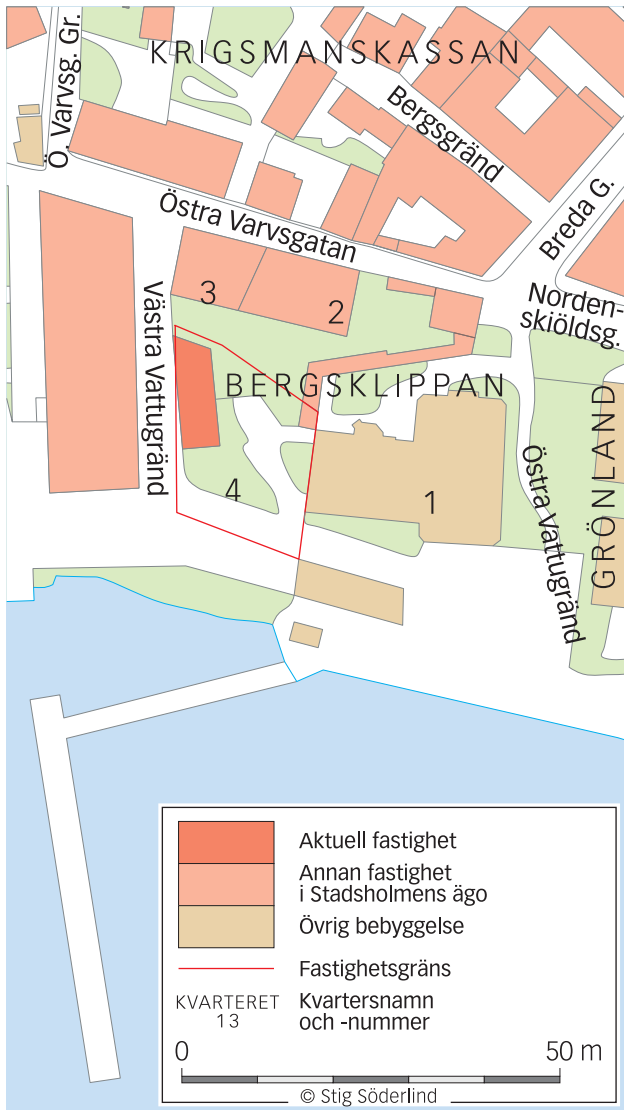 KRIGSMANSKASSAN
Ö. Varvsg. Gr.
Bergsgränd
Östra Varvsgatan
Breda G.
Norden-
skiöldsg.
Västra Vattugränd
3
2
BERGSKLIPPAN
4
1
Östra Vattugränd
GRÖNLAND
Aktuell fastighet
Annan fastighet
i Stadsholmens ägo
Övrig bebyggelse
Fastighetsgräns
KVARTERET
13
Kvartersnamn
och -nummer
0 50 m
© Stig Söderlind